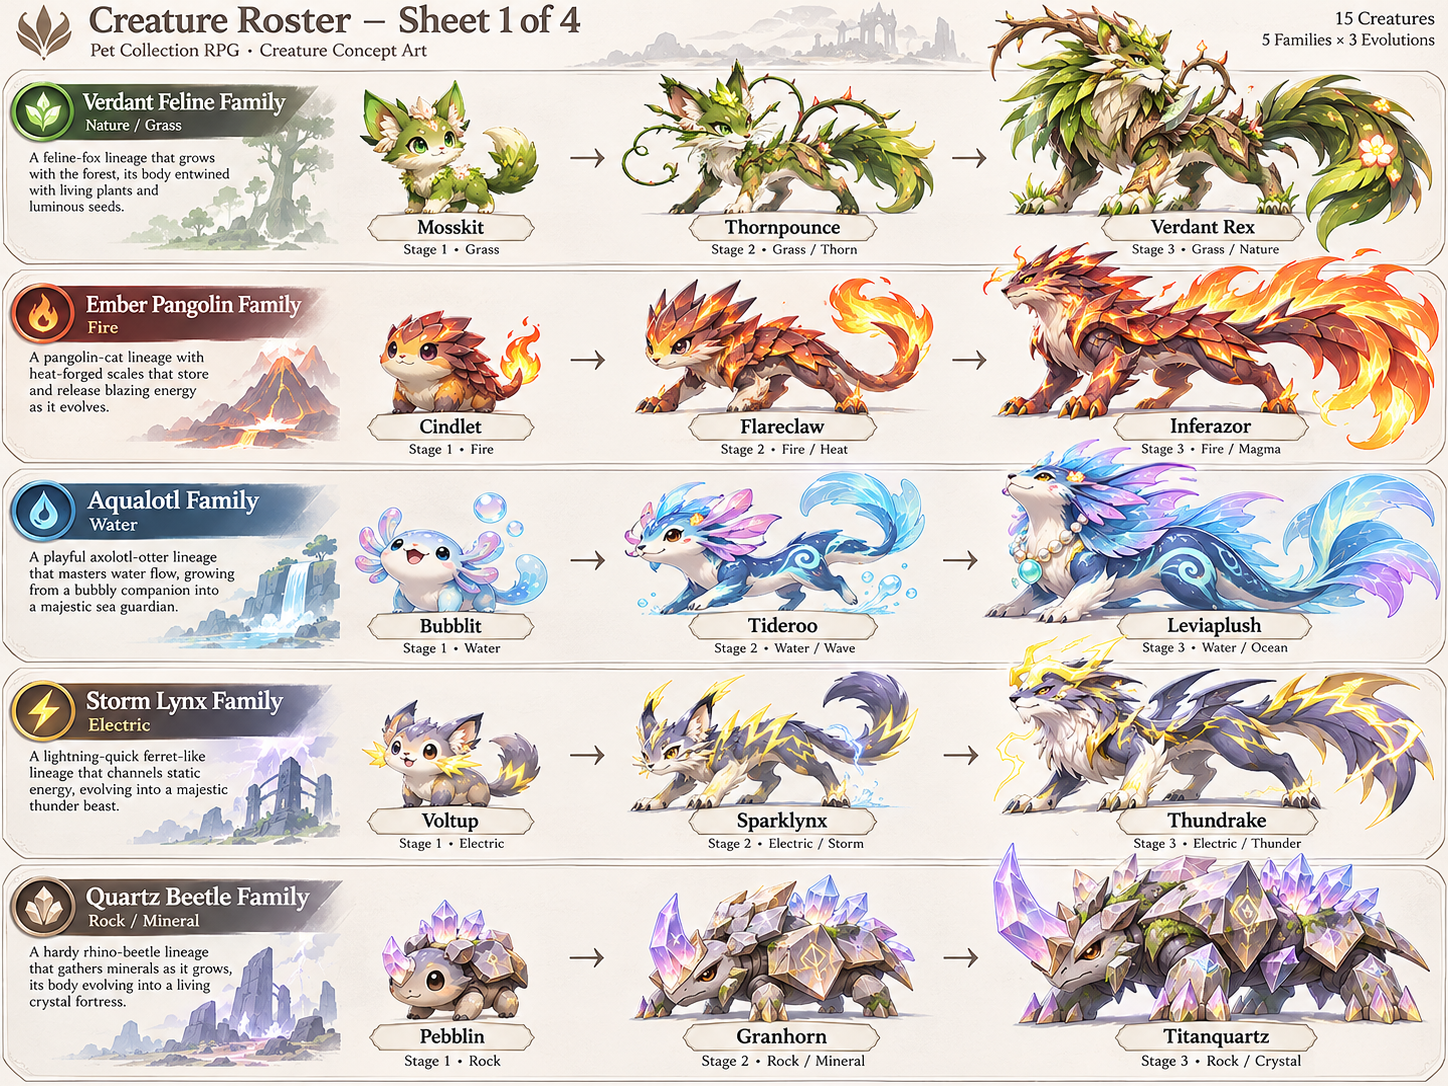 Creature Roster – Sheet 1 of 4
Pet Collection RPG • Creature Concept Art
15 Creatures
5 Families × 3 Evolutions
Verdant Feline Family
Nature / Grass
A feline-fox lineage that grows
with the forest, its body entwined
with living plants and
luminous seeds.
Mosskit
Stage 1 • Grass
Thornpounce
Stage 2 • Grass / Thorn
Verdant Rex
Stage 3 • Grass / Nature
Ember Pangolin Family
Fire
A pangolin-cat lineage with
heat-forged scales that store
and release blazing energy
as it evolves.
Cindlet
Stage 1 • Fire
Flareclaw
Stage 2 • Fire / Heat
Inferazor
Stage 3 • Fire / Magma
Aqualotl Family
Water
A playful axolotl-otter lineage
that masters water flow, growing
from a bubbly companion into
a majestic sea guardian.
Bubblit
Stage 1 • Water
Tideroo
Stage 2 • Water / Wave
Leviaplush
Stage 3 • Water / Ocean
Storm Lynx Family
Electric
A lightning-quick ferret-like
lineage that channels static
energy, evolving into a majestic
thunder beast.
Voltup
Stage 1 • Electric
Sparklynx
Stage 2 • Electric / Storm
Thundrake
Stage 3 • Electric / Thunder
Quartz Beetle Family
Rock / Mineral
A hardy rhino-beetle lineage
that gathers minerals as it grows,
its body evolving into a living
crystal fortress.
Pebblin
Stage 1 • Rock
Granhorn
Stage 2 • Rock / Mineral
Titanquartz
Stage 3 • Rock / Crystal